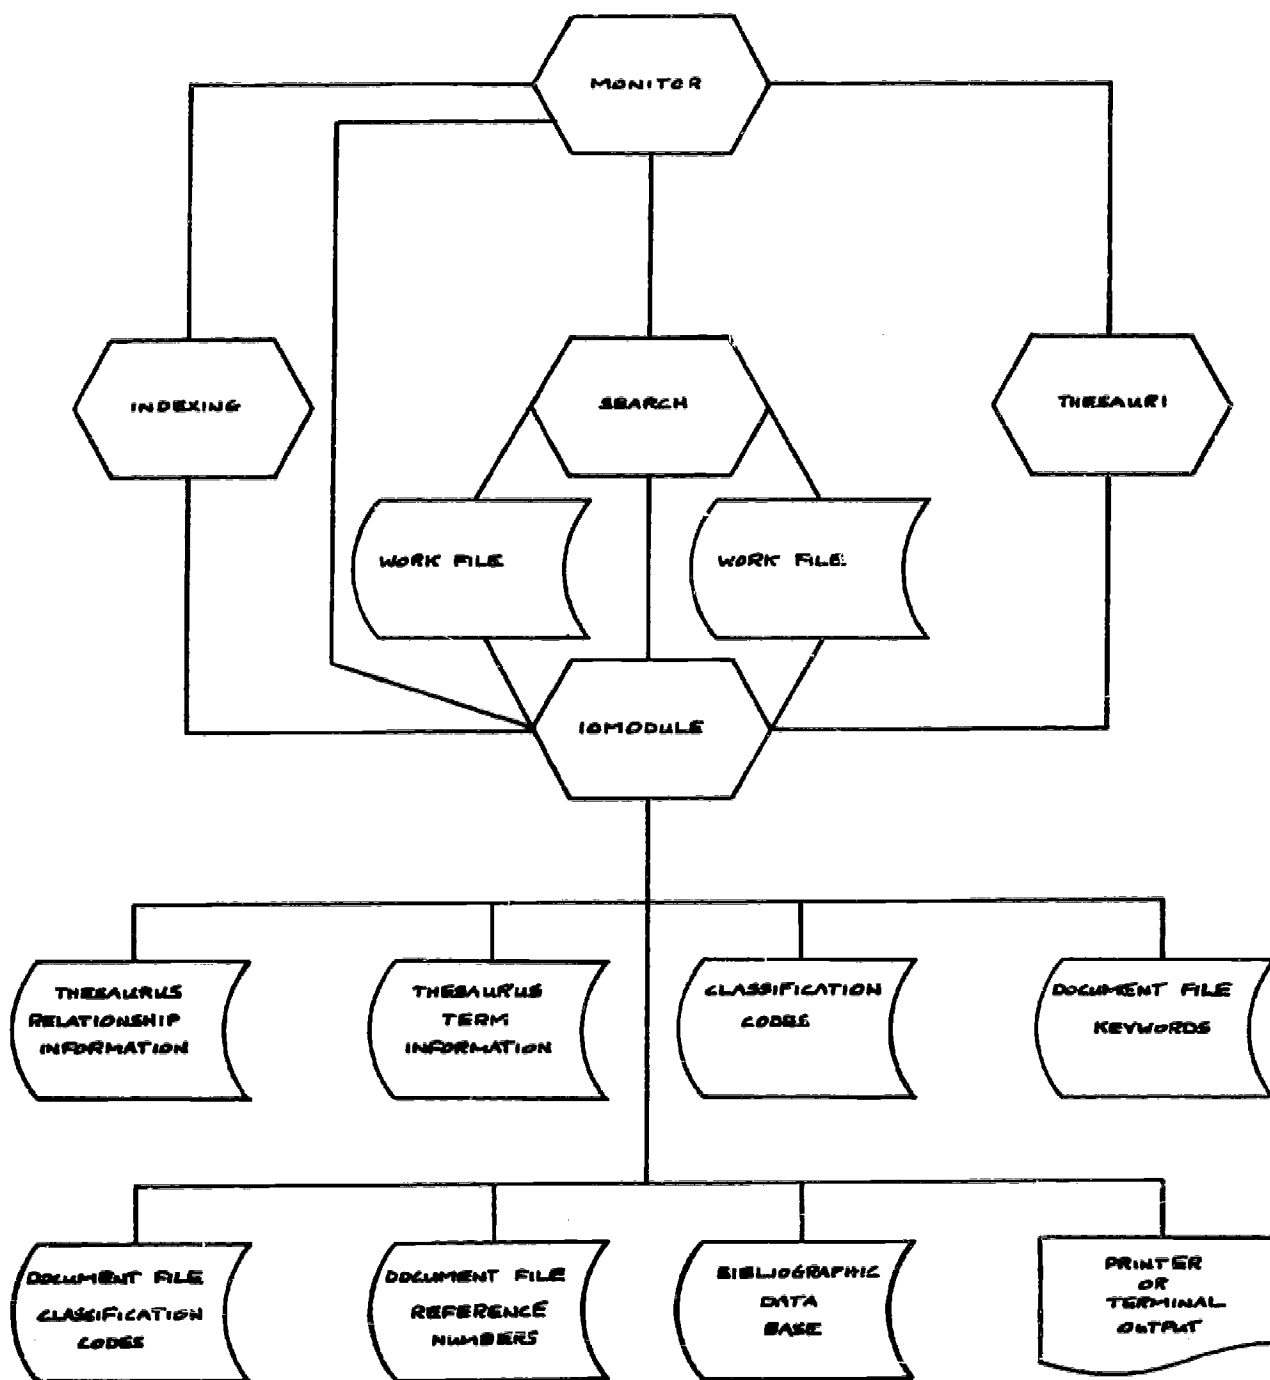 MONITOR
INDEXING
SEARCH
THESAURI
WORK FILE
WORK FILE
IOMODULE
THESAURUS
RELATIONSHIP
INFORMATION
THESAURUS
TERM
INFORMATION
CLASSIFICATION
CODES
DOCUMENT FILE
KEYWORDS
DOCUMENT FILE
CLASSIFICATION
CODES
DOCUMENT FILE
REFERENCE
NUMBERS
BIBLIOGRAPHIC
DATA
BASE
PRINTER
OR
TERMINAL
OUTPUT